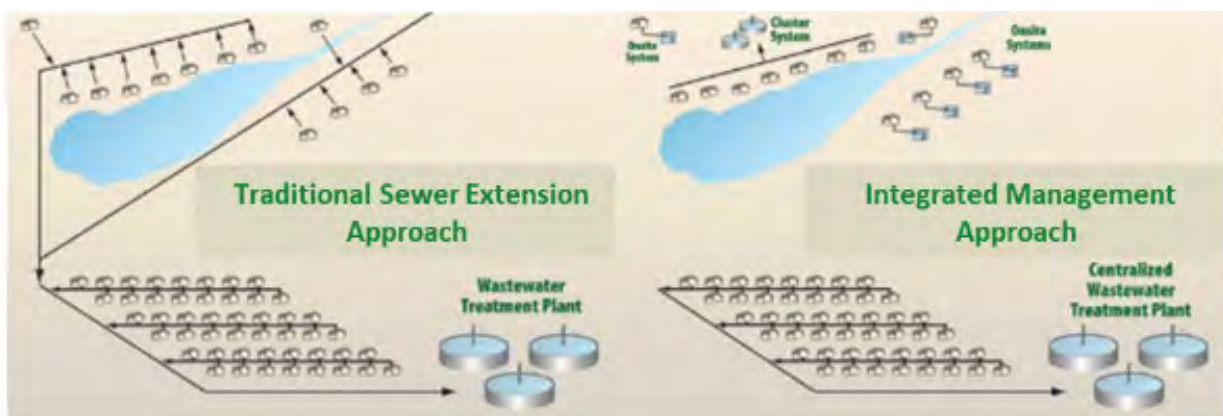 Traditional Sewer Extension
Approach
Wastewater
Treatment Plant
Onsite
System
Cluster
System
Onsite
Systems
Integrated Management
Approach
Centralized
Wastewater
Treatment Plant